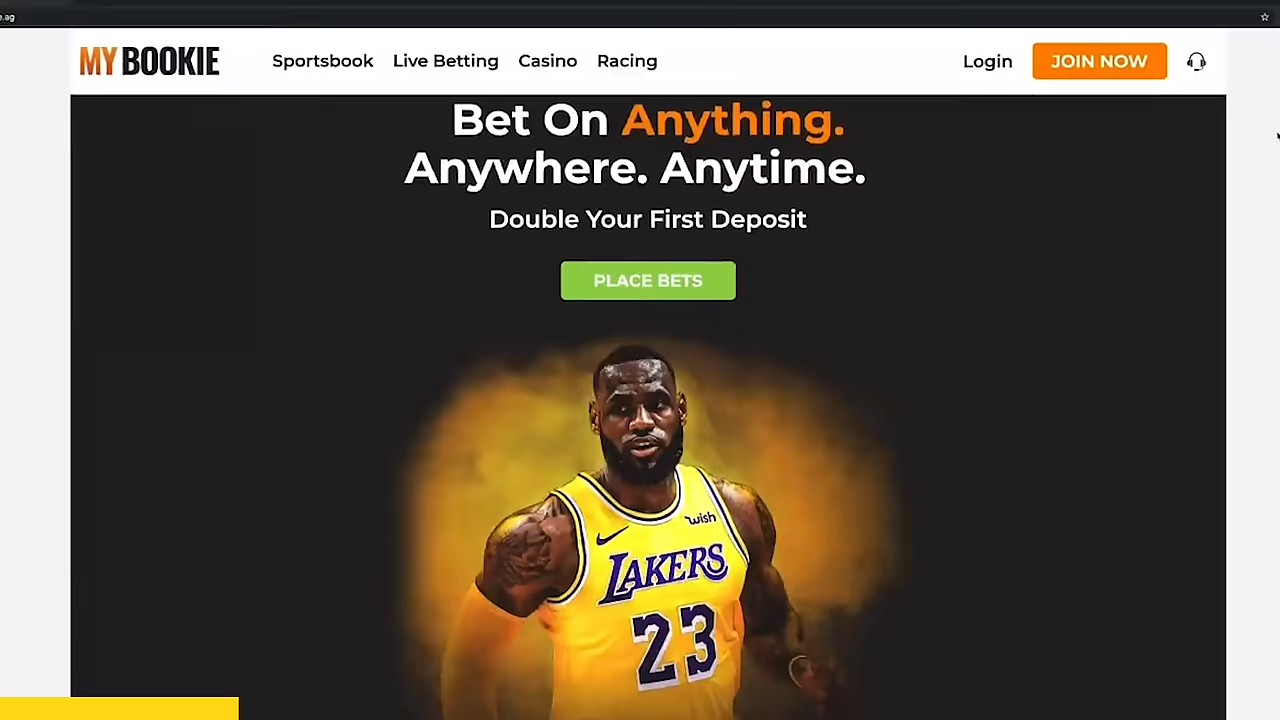 e.ag
MY BOOKIE
Sportsbook Live Betting Casino Racing
Login
JOIN NOW
Bet On Anything.
Anywhere. Anytime.
Double Your First Deposit
PLACE BETS
wish
LAKERS
23